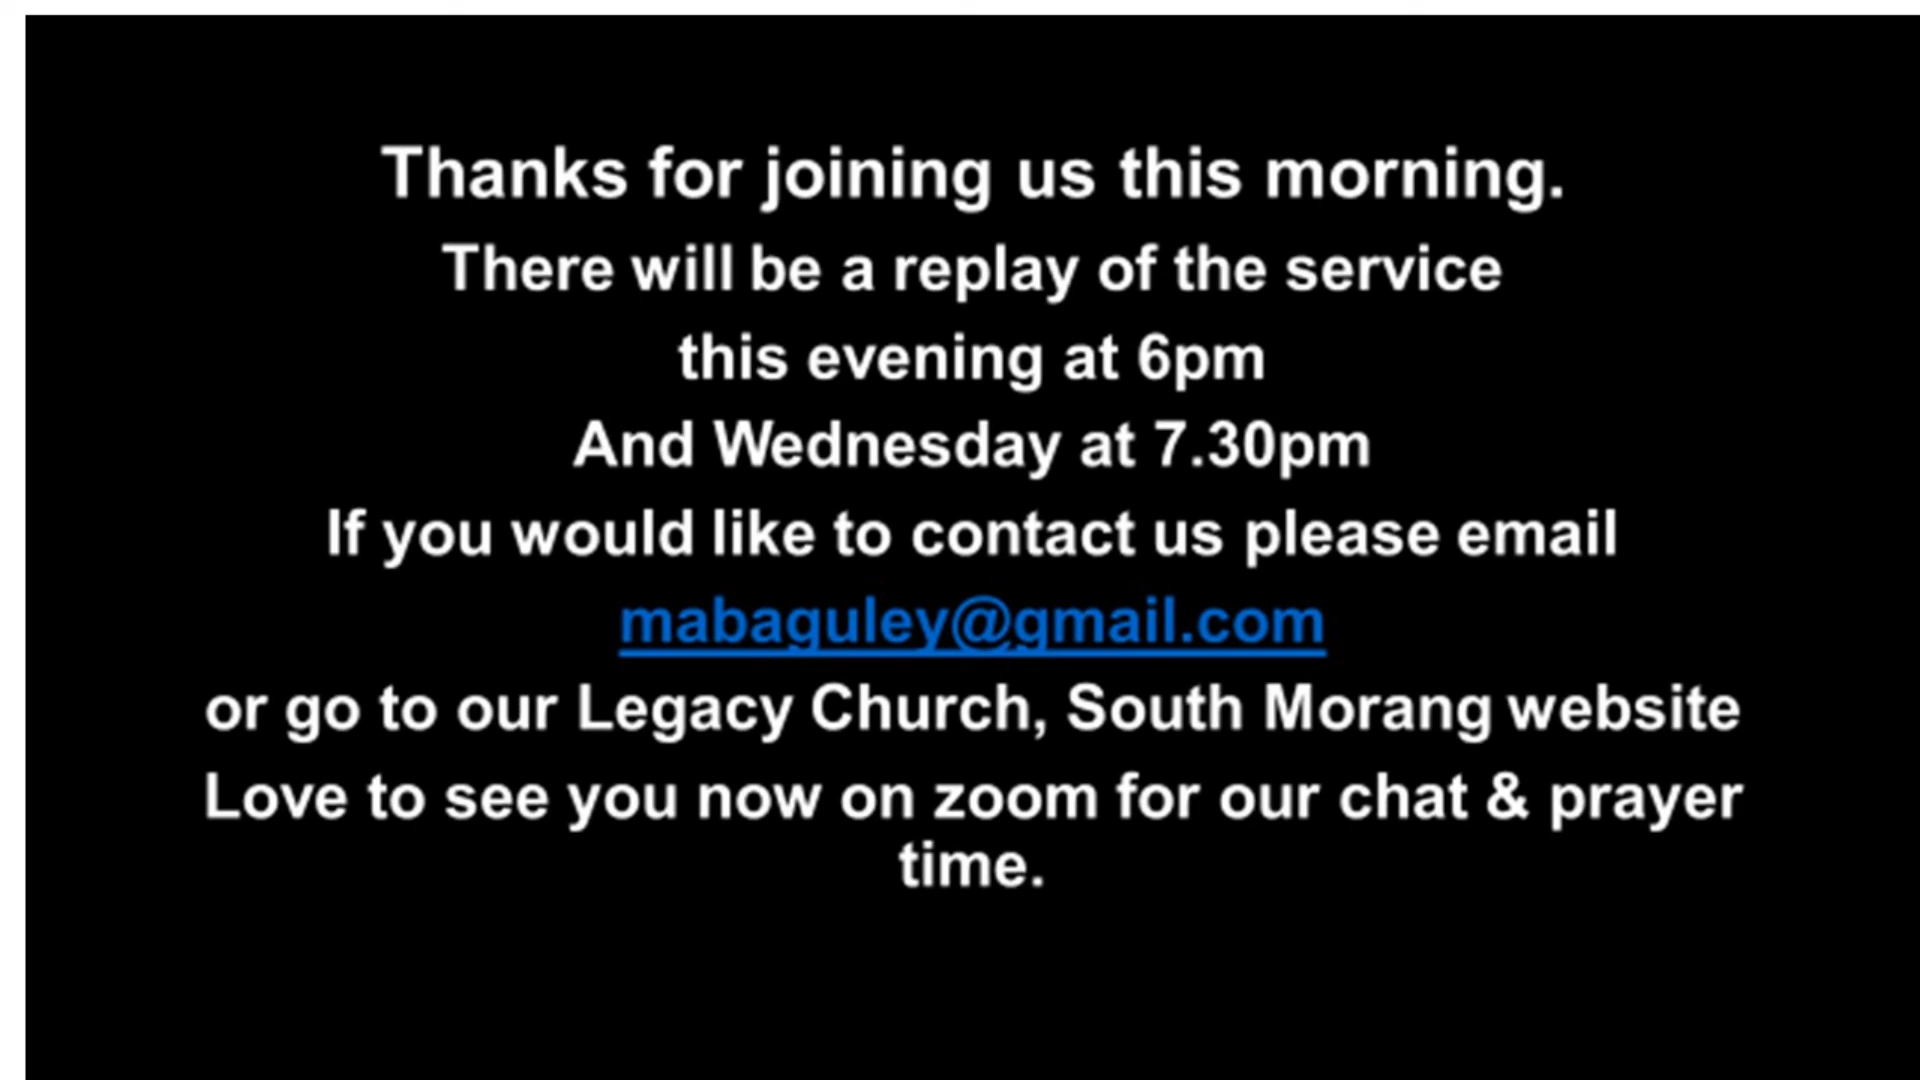 Thanks for joining us this morning.
There will be a replay of the service
this evening at 6pm
And Wednesday at 7.30pm
If you would like to contact us please email
mabaguley@gmail.com
or go to our Legacy Church, South Morang website
Love to see you now on zoom for our chat & prayer
time.